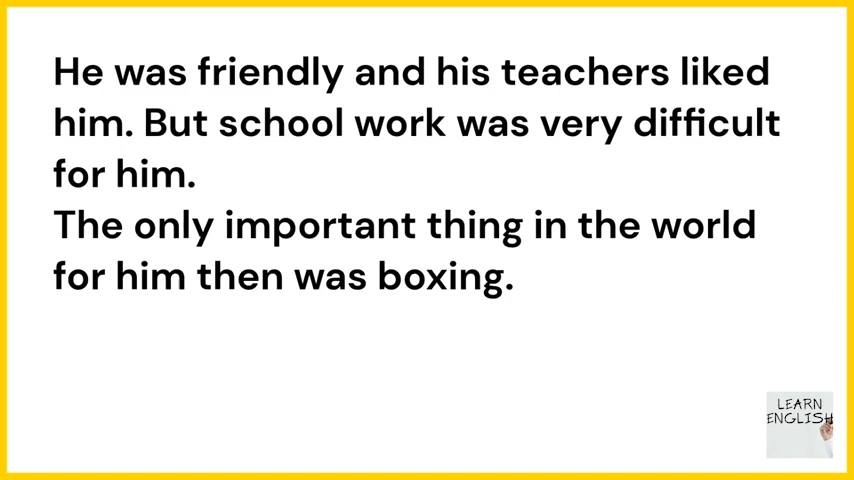 He was friendly and his teachers liked
him. But school work was very difficult
for him.
The only important thing in the world
for him then was boxing.
LEARN
ENGLISH